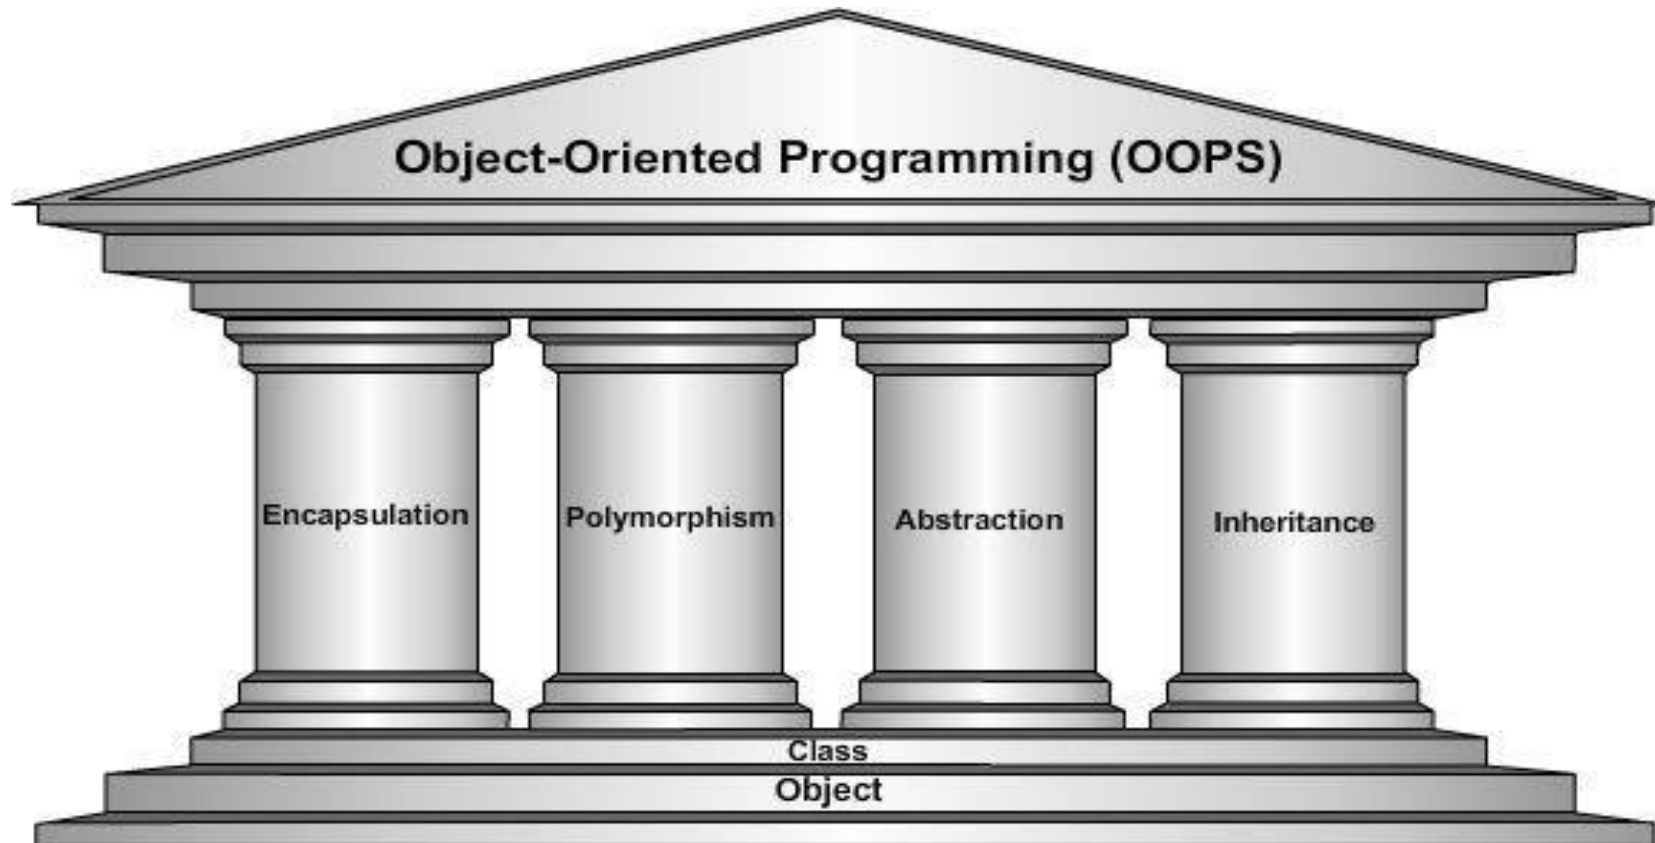 Object-Oriented Programming (OOPS)
Encapsulation
Polymorphism
Abstraction
Inheritance
Class
Object